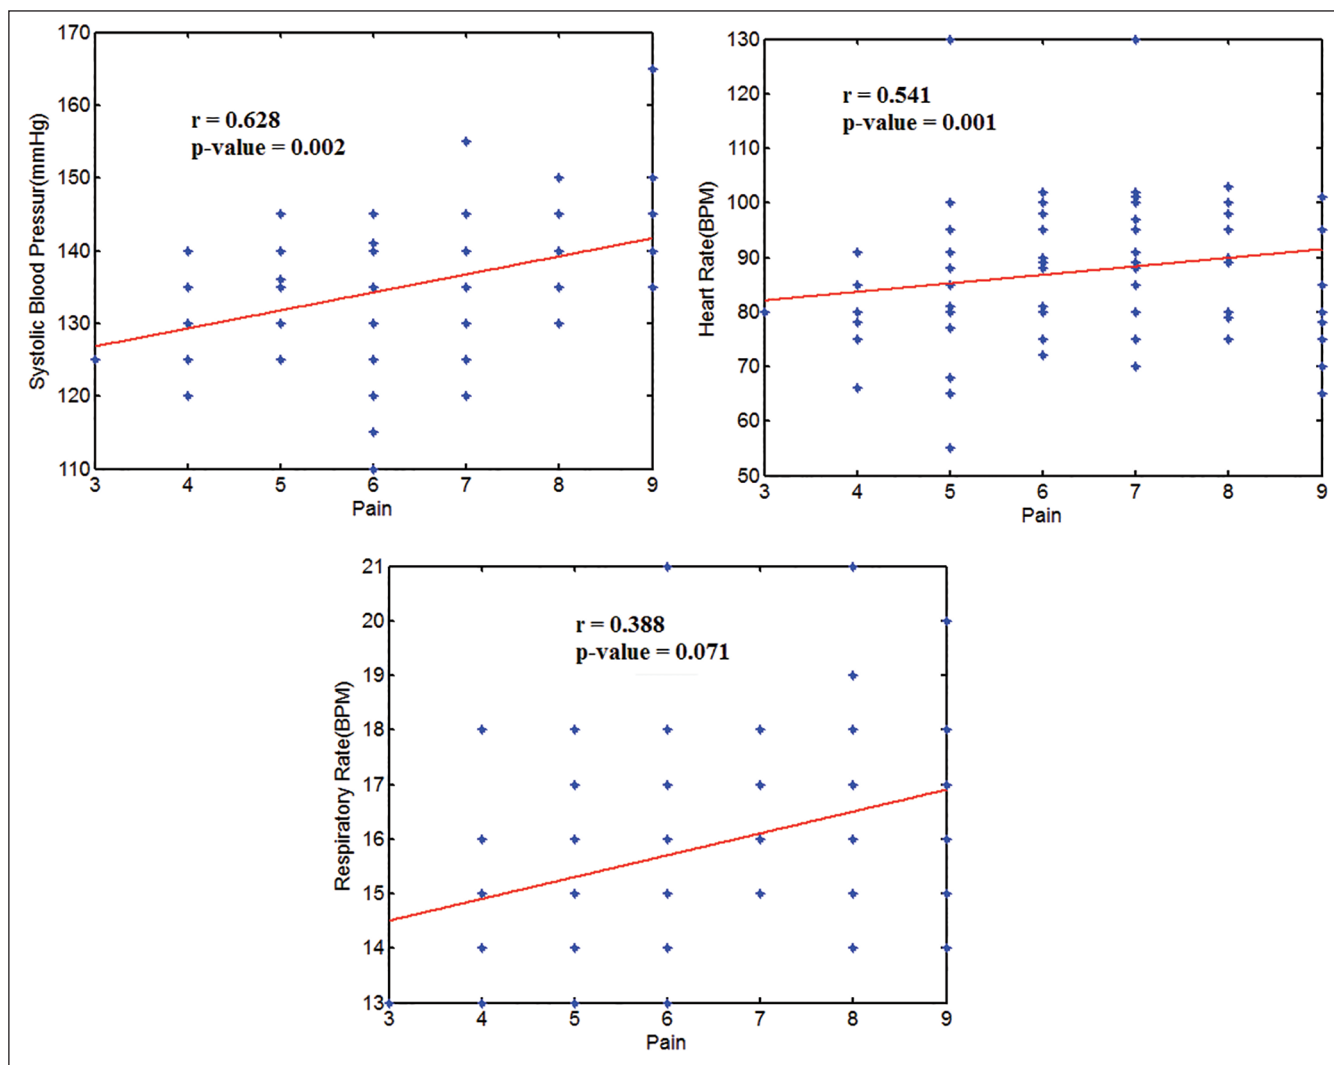 170
160
150
140
130
120
110
Systolic Blood Pressur(mmHg)
r = 0.628
p-value = 0.002
3 4 5 6 7 8 9
Pain
130
120
110
100
90
80
70
60
50
Heart Rate(BPM)
r = 0.541
p-value = 0.001
3 4 5 6 7 8 9
Pain
21
20
19
18
17
16
15
14
13
Respiratory Rate(BPM)
r = 0.388
p-value = 0.071
3 4 5 6 7 8 9
Pain